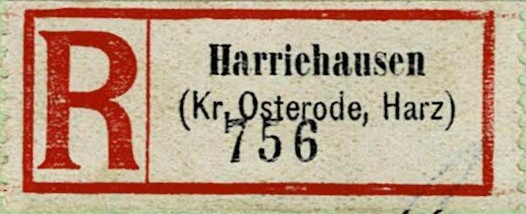 R
Harriehausen
(Kr. Osterode, Harz)
756